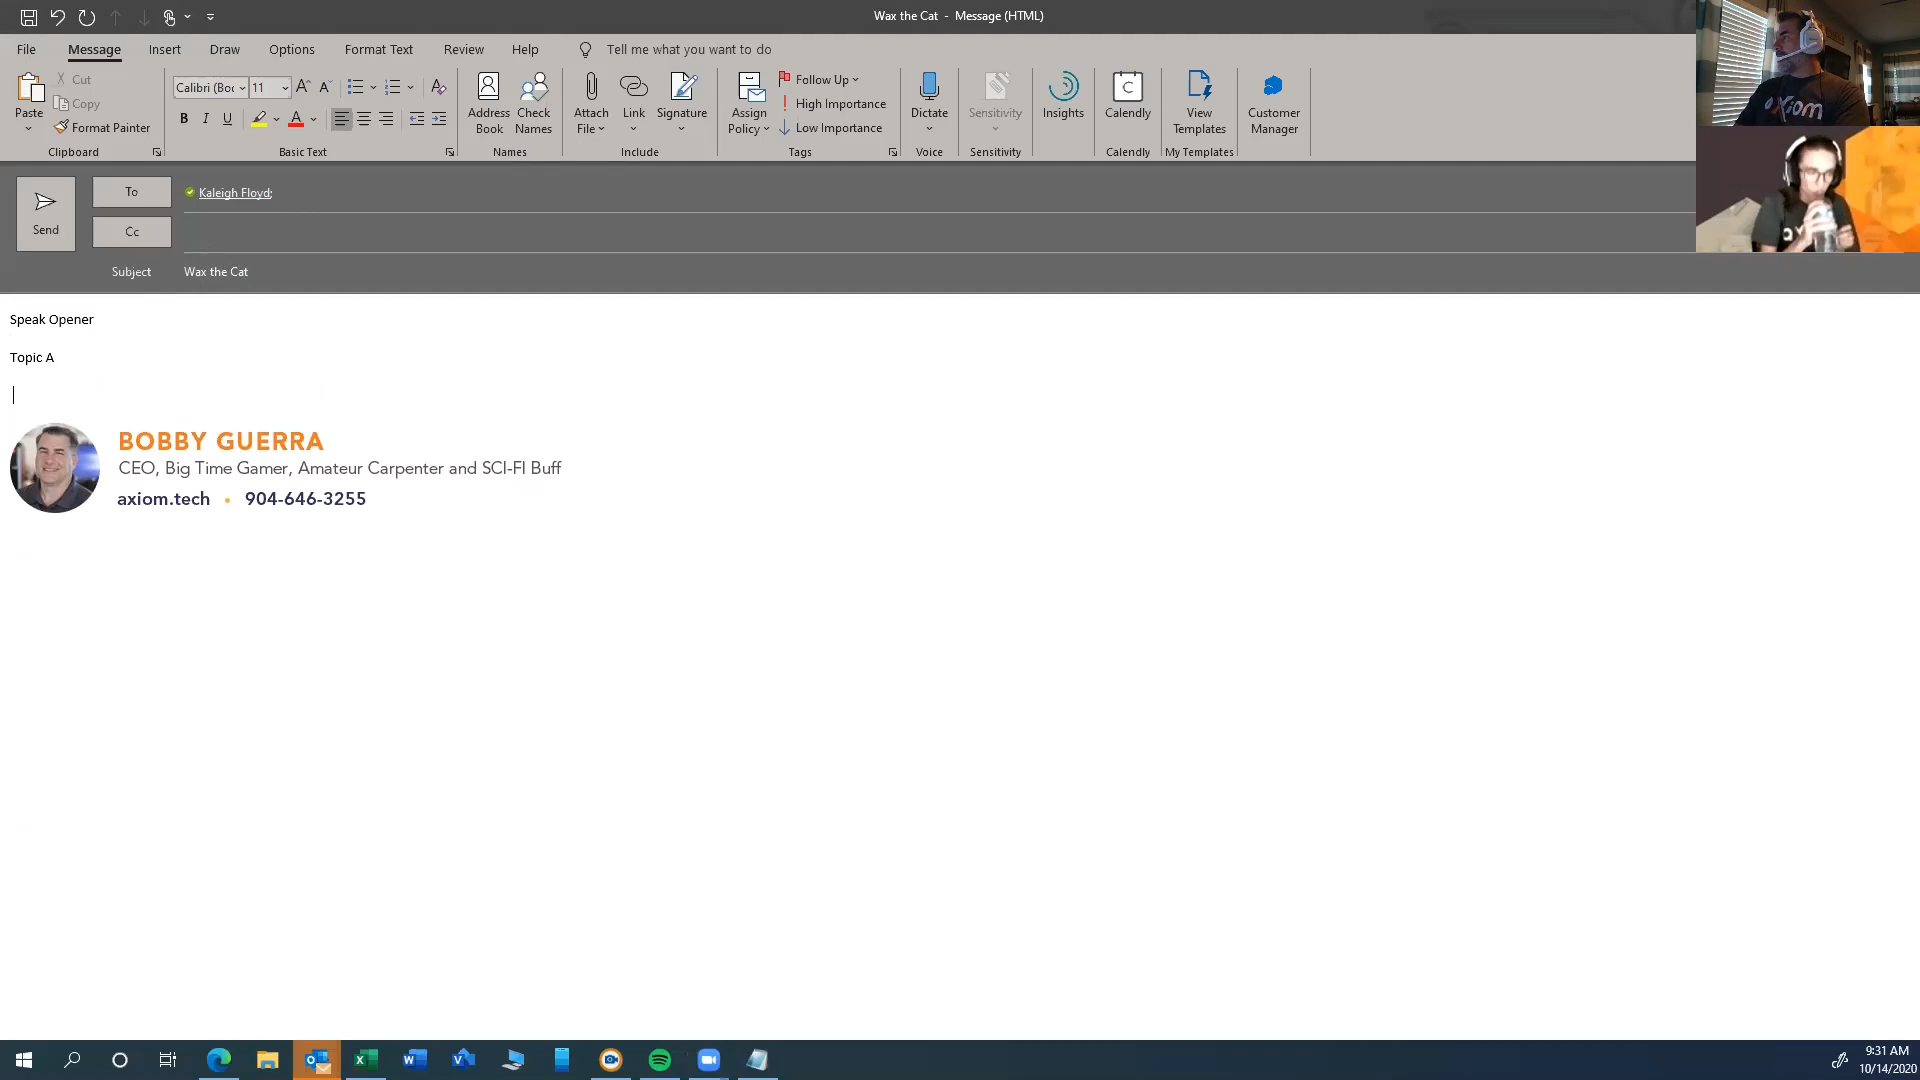 Wax the Cat - Message (HTML)
File Message Insert Draw Options Format Text Review Help Tell me what you want to do
Paste
Cut
Copy
Format Painter
Clipboard
Calibri (Boc 11
B I U A
Basic Text
Address Book
Check Names
Names
Attach File
Link
Signature
Include
Assign Policy
Follow Up
High Importance
Low Importance
Tags
Dictate
Voice
Sensitivity
Sensitivity
Insights
Calendly
Calendly
View Templates
My Templates
Customer Manager
Send
To Kaleigh Floyd;
Cc
Subject Wax the Cat
Speak Opener
Topic A
BOBBY GUERRA
CEO, Big Time Gamer, Amateur Carpenter and SCI-FI Buff
axiom.tech • 904-646-3255
axiom
9:31 AM
10/14/2020